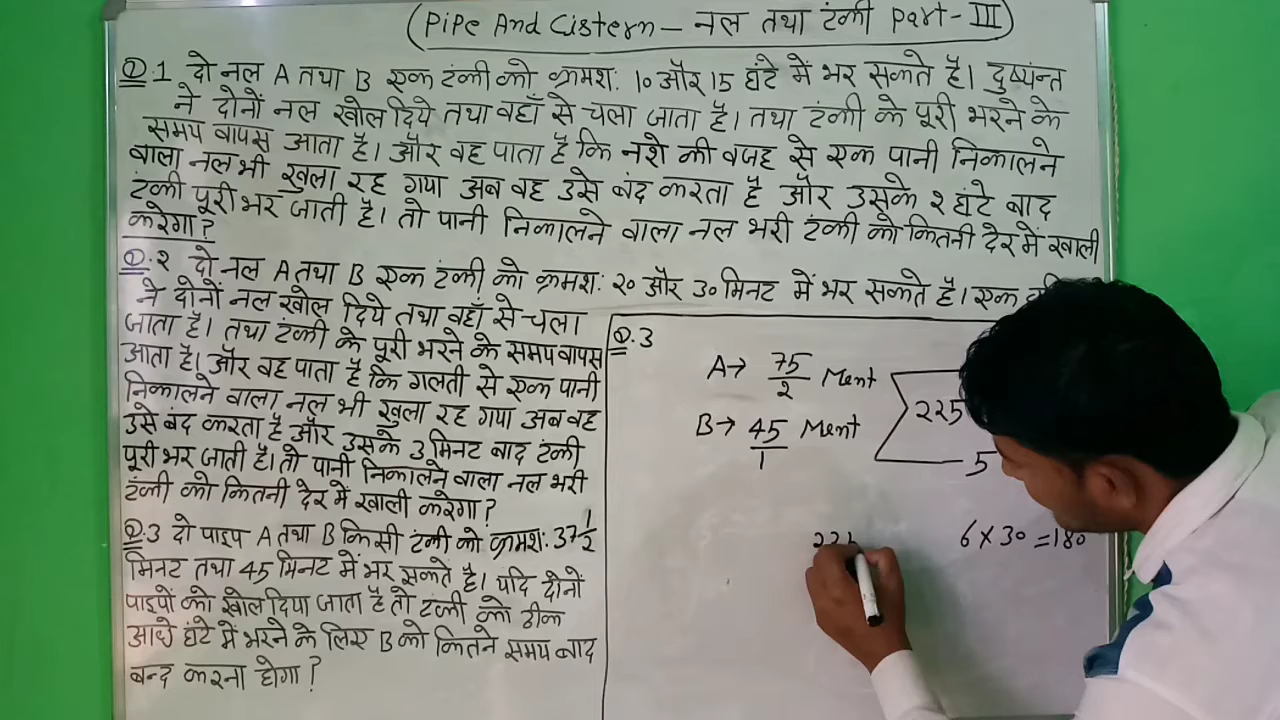 (Pipe And Cistern — नल तथा टंकी Part-III)
Q1 दो नल A तथा B एक टंकी को क्रमश: 10 और 15 घंटे में भर सकते है। दुष्यंत
ने दोनों नल खोल दिये तथा वहाँ से चला जाता है। तथा टंकी के पूरी भरने के
समय वापस आता है। और वह पाता है कि नशे की वजह से एक पानी निकालने
वाला नल भी खुला रह गया अब वह उसे बंद करता है और उसके २ घंटे बाद
टंकी पूरी भर जाती है। तो पानी निकालने वाला नल भरी टंकी को कितनी देर में खाली
करेगा?
Q.२ दो नल A तथा B एक टंकी को क्रमश: २० और 30 मिनट में भर सकते है। एक
ने दोनों नल खोल दिये तथा वहाँ से चला
जाता है। तथा टंकी के पूरी भरने के समय वापस
आता है। और वह पाता है कि गलती से एक पानी
निकालने वाला नल भी खुला रह गया अब वह
उसे बंद करता है और उसके 3 मिनट बाद टंकी
पूरी भर जाती है। तो पानी निकालने वाला नल भरी
टंकी को कितनी देर में खाली करेगा?
Q.3 दो पाइप A तथा B किसी टंकी को क्रमश: 37 1/2
मिनट तथा 45 मिनट में भर सकते है। यदि दोनों
पाइपों को खोल दिया जाता है तो टंकी को ठीक
आधे घंटे में भरने के लिए B को कितने समय बाद
बन्द करना होगा?
Q.3
A→ 75/2 Ment
225
B→ 45/1 Ment
5
6×30=180